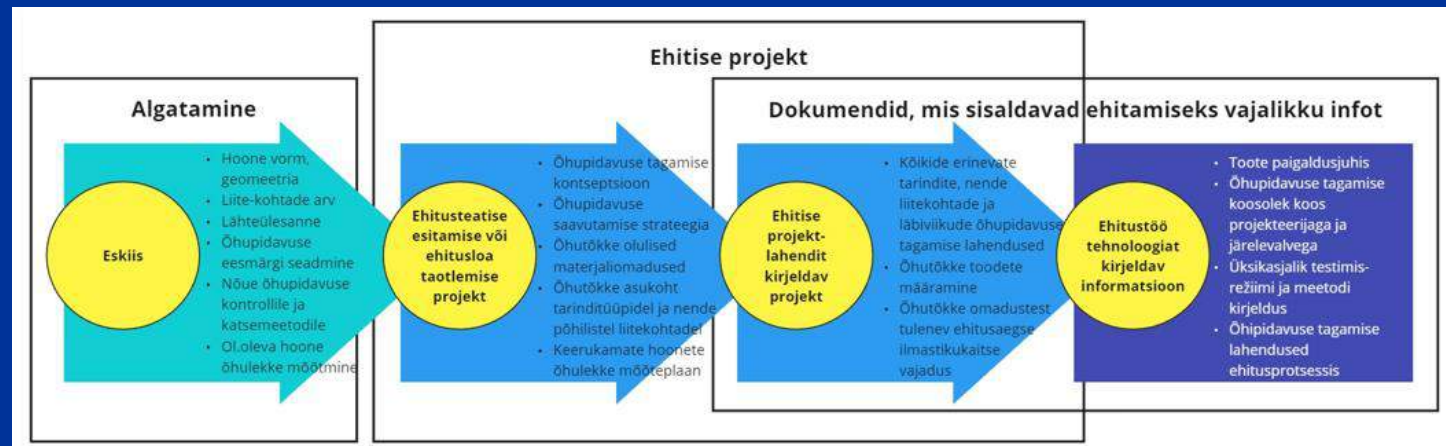 Ehitise projekt
Algatamine
Dokumendid, mis sisaldavad ehitamiseks vajalikku infot
Eskiis
• Hoone vorm,
geomeetria
• Liite-kohtade arv
• Lähteülesanne
• Õhupidavuse
eesmärgi seadmine
• Nõue õhupidavuse
kontrollile ja
katsemeetodile
• Ol.oleva hoone
õhulekke mõõtmine
Ehitusteatise
esitamise või
ehitusloa
taotlemise
projekt
• Õhupidavuse tagamise
kontseptsioon
• Õhupidavuse
saavutamise strateegia
• Õhutõkke olulised
materjaliomadused
• Õhutõkke asukoht
tarinditüüpidel ja nende
põhilistel liitekohtadel
• Keerukamate hoonete
õhulekke mõõteplaan
Ehitise
projekt-
lahendit
kirjeldav
projekt
• Kõikide erinevate
tarindite, nende
liitekohtade ja
läbiviikude õhupidavuse
tagamise lahendused
• Õhutõkke toodete
määramine
• Õhutõkke omadustest
tulenev ehitusaegse
ilmastikukaitse
vajadus
Ehitustöö
tehnoloogiat
kirjeldav
informatsioon
• Toote paigaldusjuhis
• Õhupidavuse tagamise
koosolek koos
projekteerijaga ja
järelevalvega
• Üksikasjalik testimis-
režiimi ja meetodi
kirjeldus
• Õhipidavuse tagamise
lahendused
ehitusprotsessis